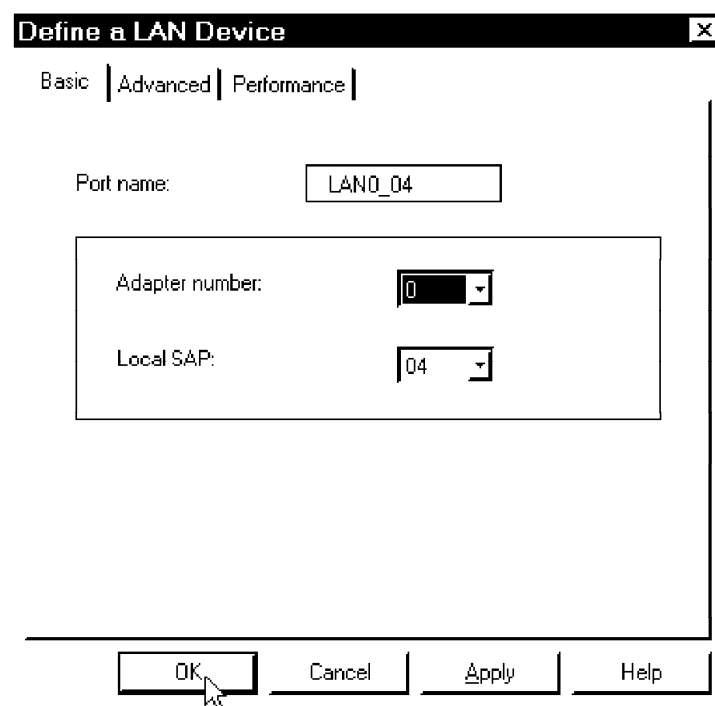 Define a LAN Device
Basic Advanced Performance
Port name: LAN0_04
Adapter number: 0
Local SAP: 04
OK Cancel Apply Help